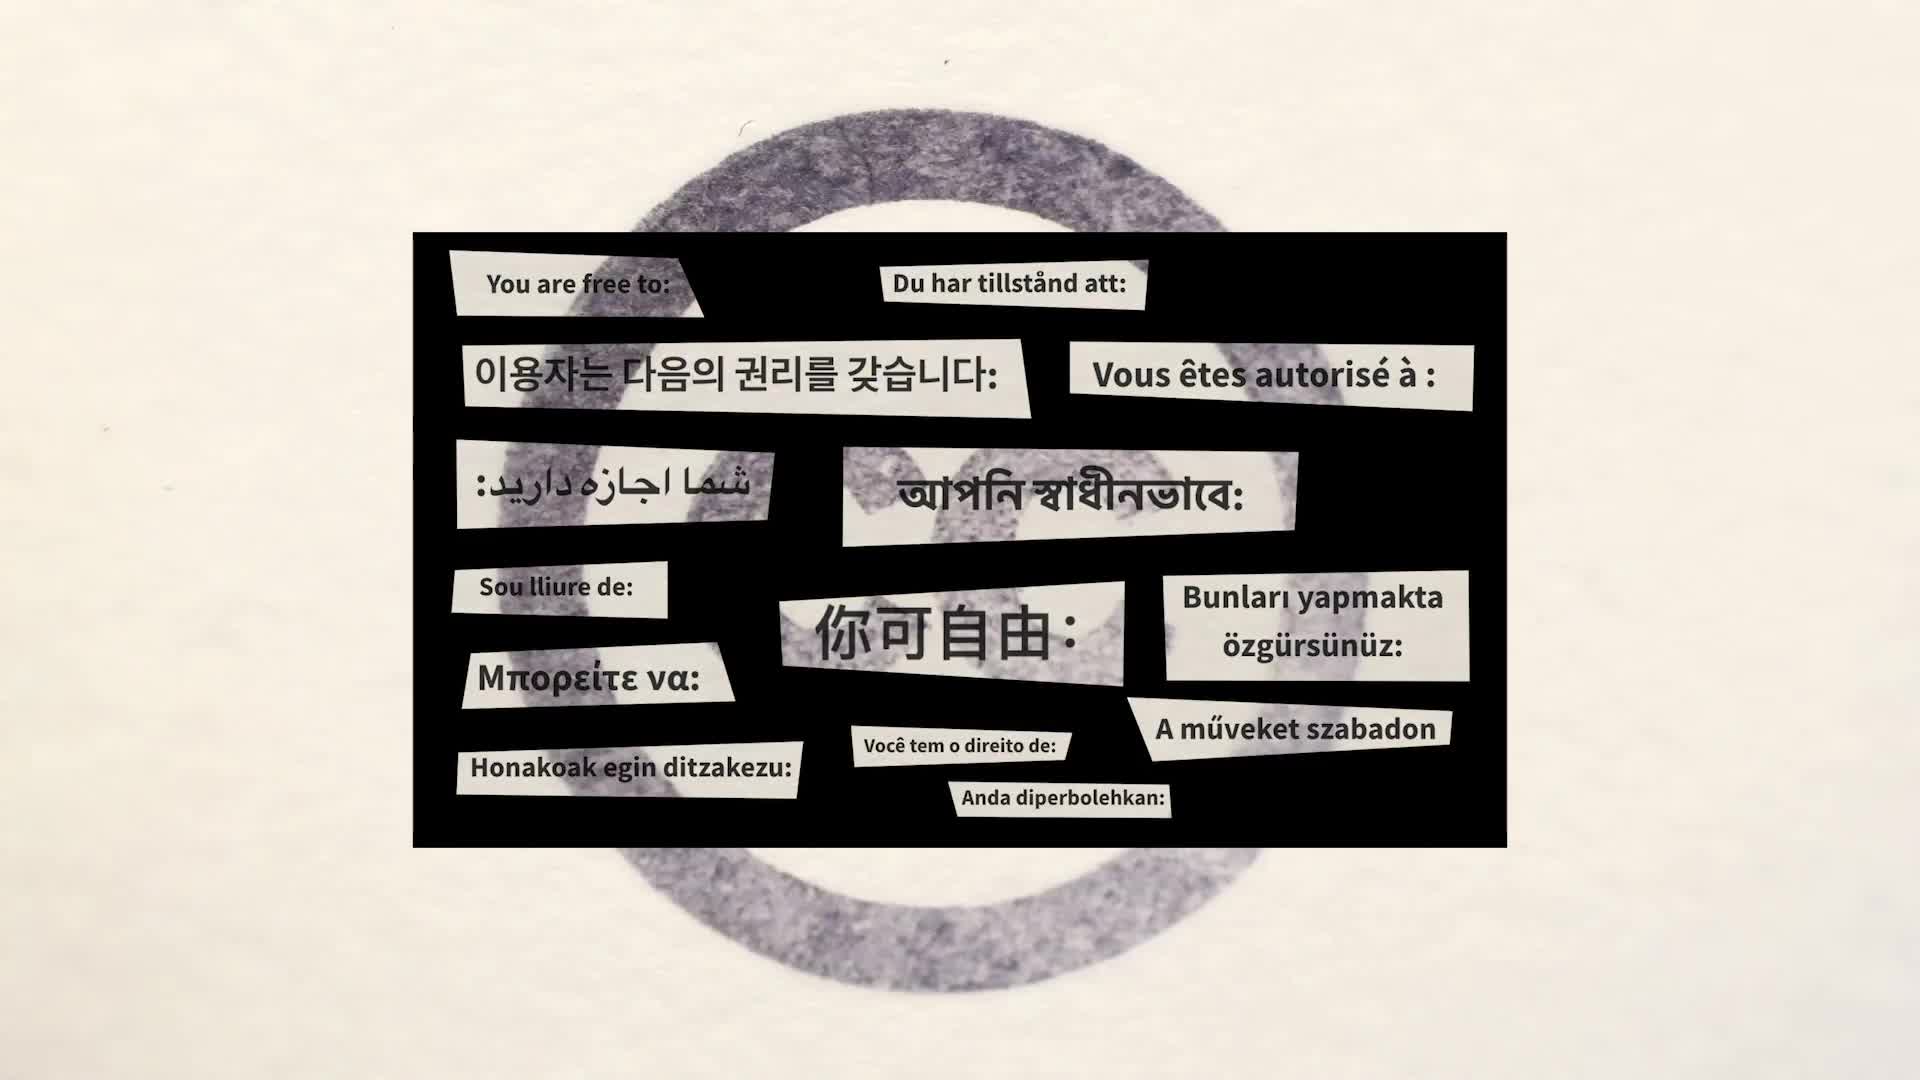 You are free to:
Du har tillstånd att:
이용자는 다음의 권리를 갖습니다:
Vous êtes autorisé à :
شما اجازه دارید:
আপনি স্বাধীনভাবে:
Sou lliure de:
你可自由：
Bunları yapmakta
özgürsünüz:
Μπορείτε να:
A műveket szabadon
Você tem o direito de:
Honakoak egin ditzakezu:
Anda diperbolehkan: